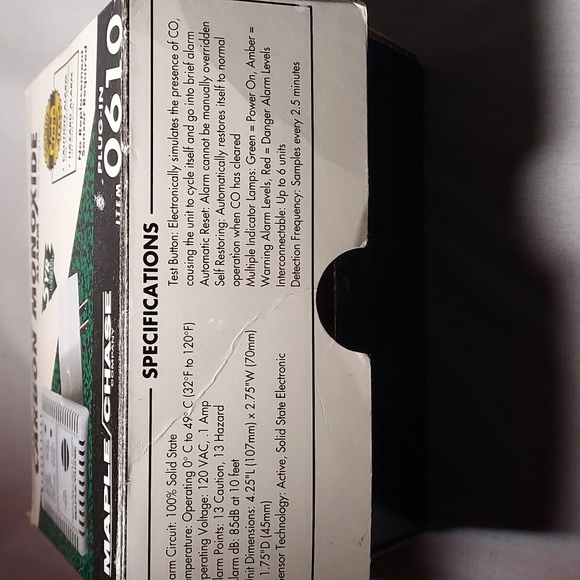 CARBON MONOXIDE
No Replacement
Required
PLUG-IN
ITEM 0610
MAPLE/CHASE
COMPANY
SPECIFICATIONS
arm Circuit: 100% Solid State
emperature: Operating 0° C to 49° C (32°F to 120°F)
perating Voltage: 120 VAC, .1 Amp
larm Points: 13 Caution, 13 Hazard
larm dB: 85dB at 10 feet
nit Dimensions: 4.25"L (107mm) x 2.75"W (70mm)
1.75"D (45mm)
ensor Technology: Active, Solid State Electronic
Test Button: Electronically simulates the presence of CO,
causing the unit to cycle itself and go into brief alarm
Automatic Reset: Alarm cannot be manually overridden
Self Restoring: Automatically restores itself to normal
operation when CO has cleared
Multiple Indicator Lamps: Green = Power On, Amber =
Warning Alarm Levels, Red = Danger Alarm Levels
Interconnectable: Up to 6 units
Detection Frequency: Samples every 2.5 minutes